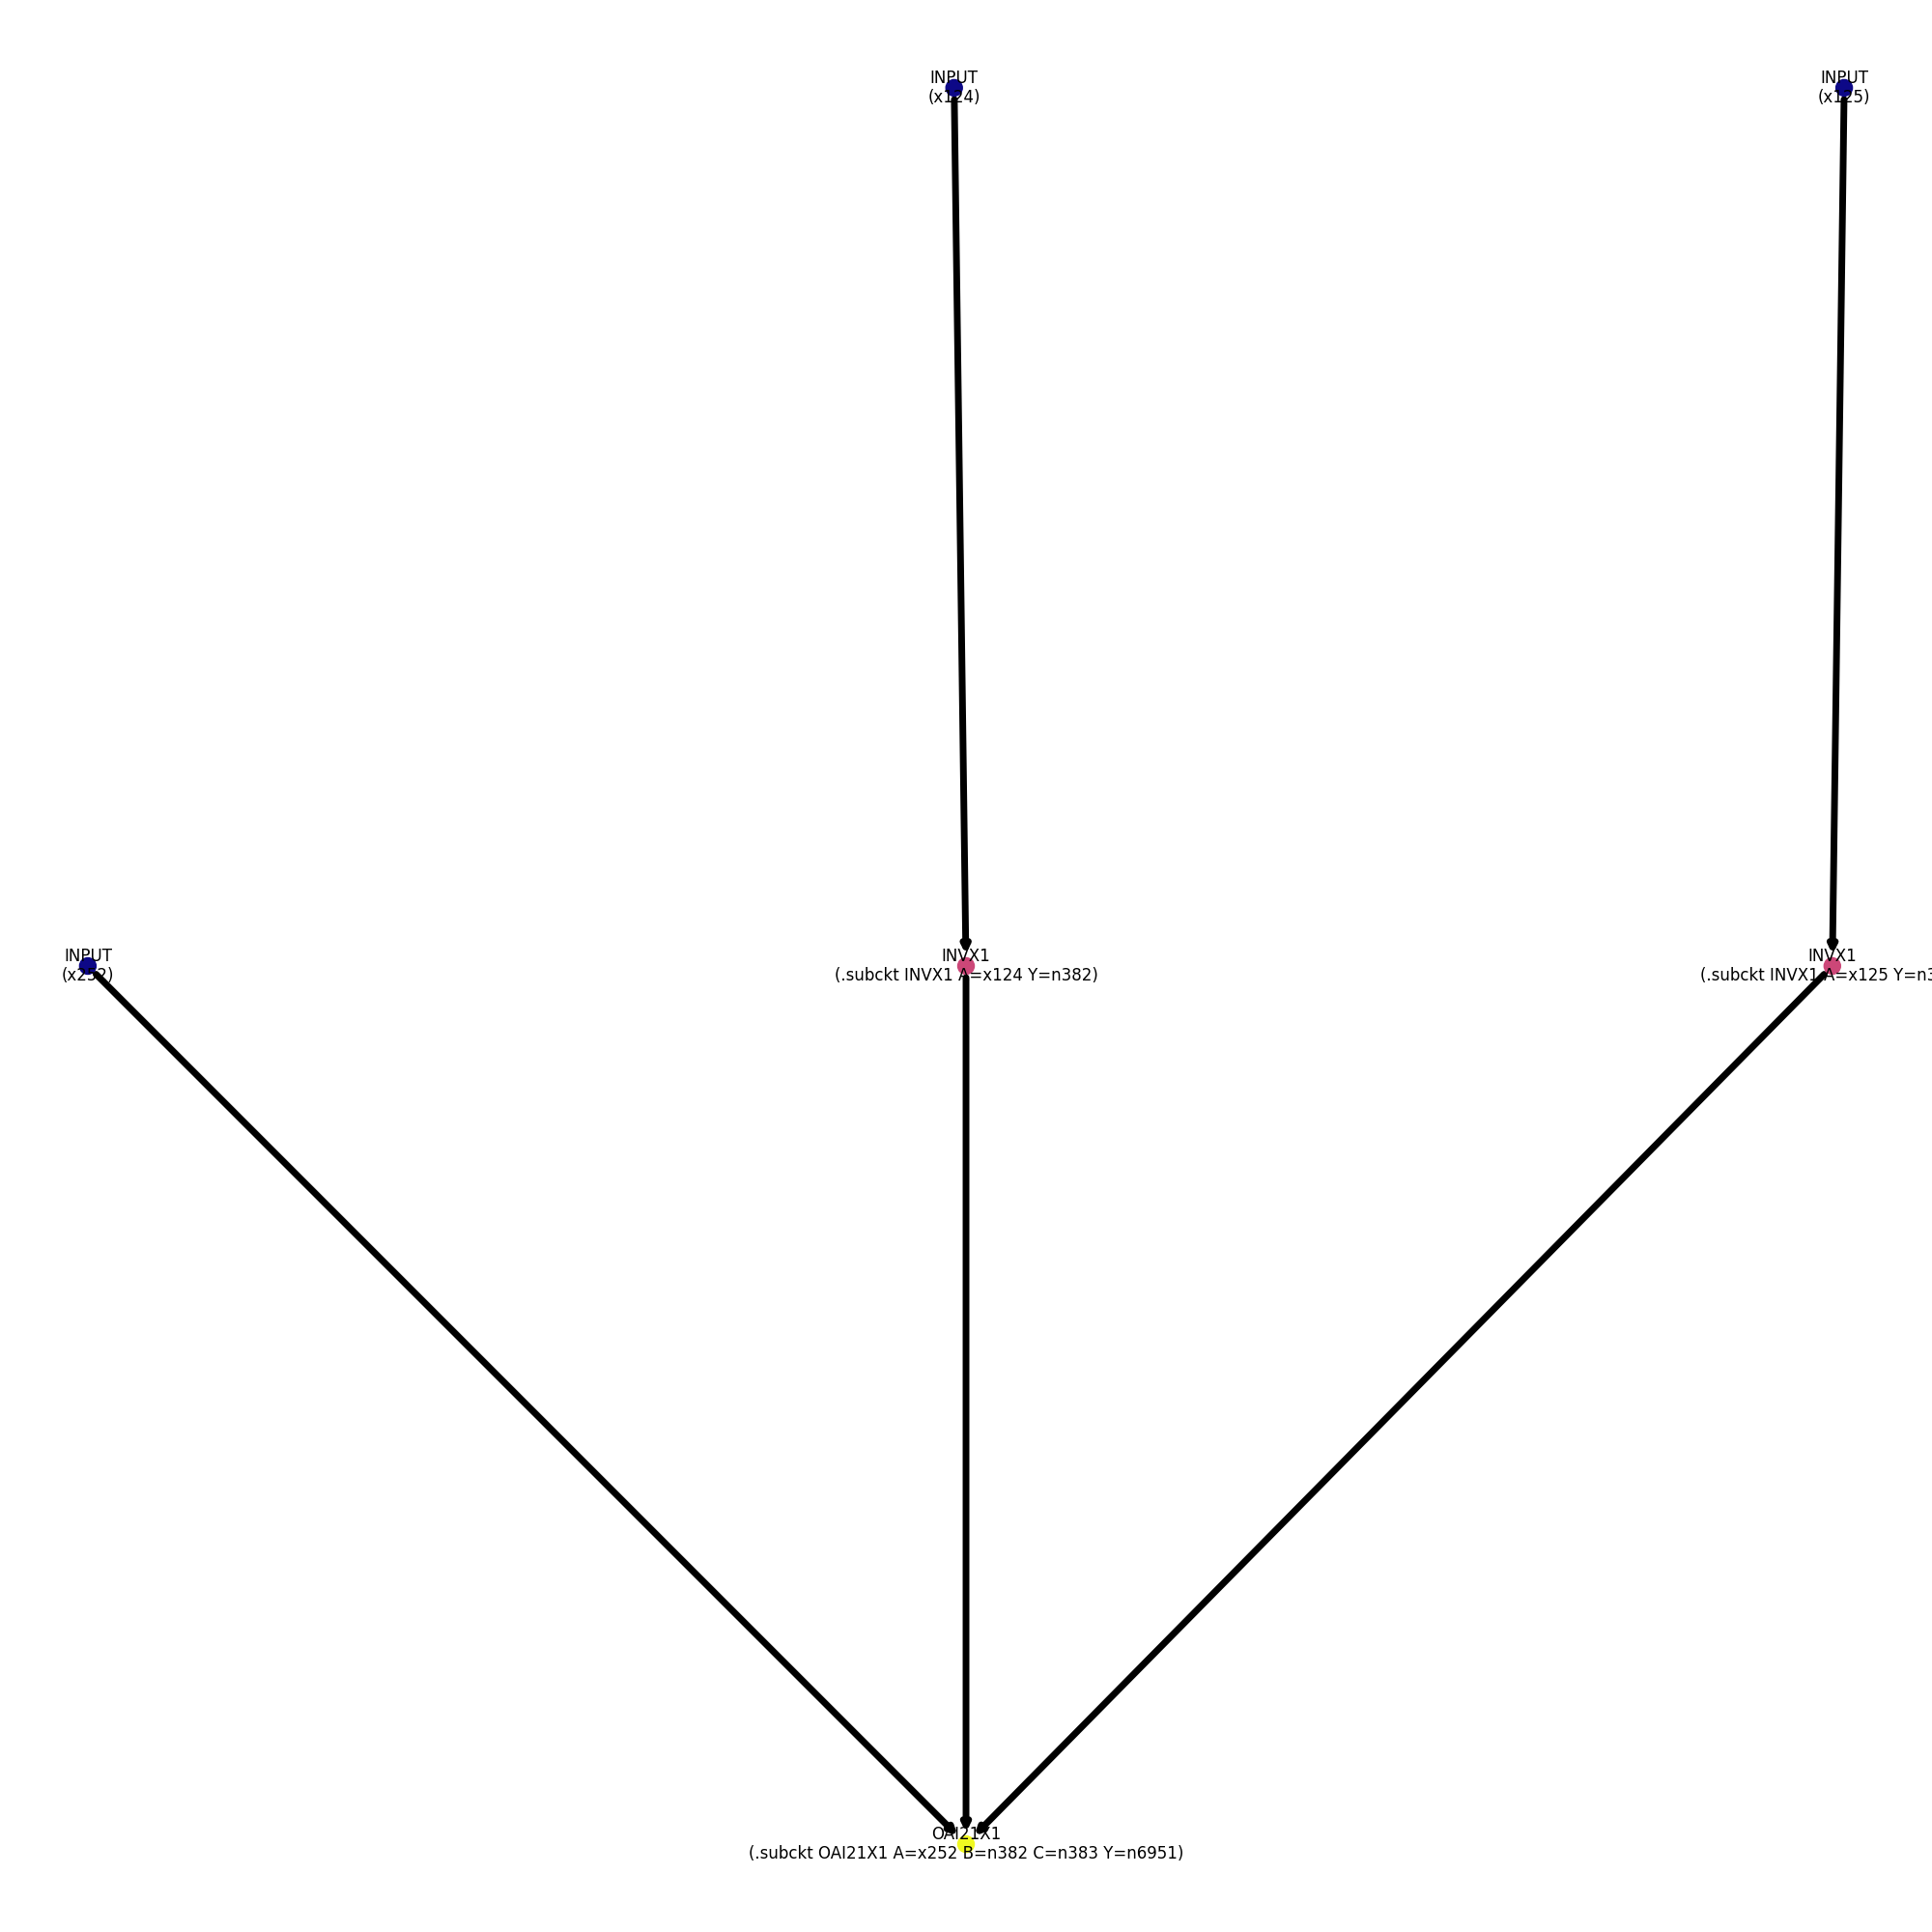 INPUT
(x124)
INPUT
(x125)
INPUT
(x252)
INVX1
(.subckt INVX1 A=x124 Y=n382)
INVX1
(.subckt INVX1 A=x125 Y=n3
OAI21X1
(.subckt OAI21X1 A=x252 B=n382 C=n383 Y=n6951)